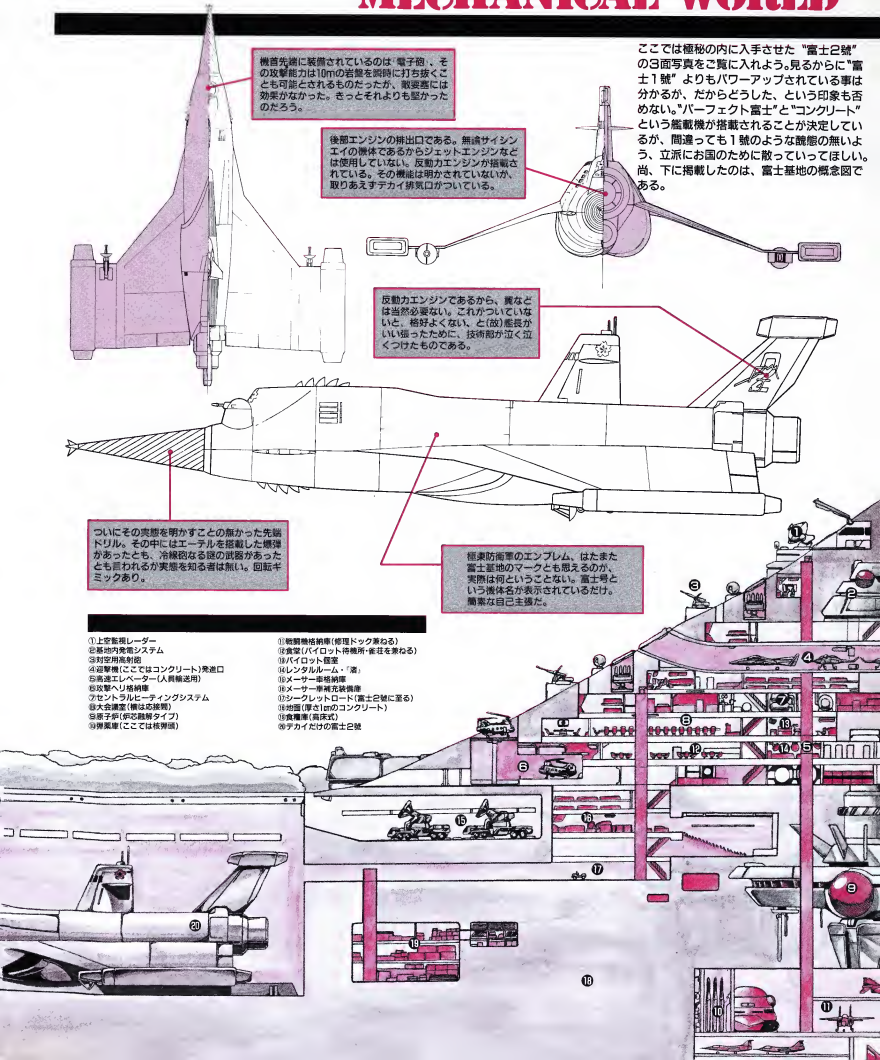 MECHANICAL WORLD
ここでは極秘の内に入手させた“富士2號”
の3面写真をご覧に入れよう。見るからに“富
士1號”よりもパワーアップされている事は
分かるが、だからどうした、という印象も否
めない。“パーフェクト富士”と“コンクリート”
という艦載機が搭載されることが決定してい
るが、間違っても1號のような醜態の無いよ
う、立派にお国のために散っていってほしい。
尚、下に掲載したのは、富士基地の概念図で
ある。
機首先端に装備されているのは「電子砲」、そ
の攻撃能力は10mの岩盤を瞬時に打ち抜くこ
とも可能とされるものだったが、敵要塞には
効果がなかった。きっとそれよりも堅かった
のだろう。
後部エンジンの排出口である。無論サイシン
エイの機体であるからジェットエンジンなど
は使用していない。反動力エンジンが搭載さ
れている。その機能は明かされていないが、
取りあえずデカイ排気口がついている。
反動力エンジンであるから、翼など
は当然必要ない。これがついていな
いと、格好よくない、と(故)艦長が
いい張ったために、技術部が泣く泣
くつけたものである。
ついにその実態を明かすことの無かった先端
ドリル。その中にはエーテルを搭載した爆弾
があったとも、冷線砲なる謎の武器があった
とも言われるが実態を知る者は無い。回転ギ
ミックあり。
極東防衛軍のエンブレム、はたまた
富士基地のマークとも思えるのが、
実際は何ということない。富士号と
いう機体名が表示されているだけ。
簡素な自己主張だ。
①上空監視レーダー
②基地内発電システム
③対空用高射砲
④迎撃機(ここではコンクリート)発進口
⑤高速エレベーター(人員輸送用)
⑥攻撃ヘリ格納庫
⑦セントラルヒーティングシステム
⑧大会議室(横は応接間)
⑨原子炉(炉芯融解タイプ)
⑩弾薬庫(ここでは核弾頭)
⑪戦闘機格納庫(修理ドック兼ねる)
⑫食堂(パイロット待機所・雀荘を兼ねる)
⑬パイロット個室
⑭レンタルルーム・「渚」
⑮メーサー車格納庫
⑯メーサー車補充装備庫
⑰シークレットロード(富士2號に至る)
⑱地面(厚さ1mのコンクリート)
⑲食糧庫(高床式)
⑳デカイだけの富士2號
①
②
③
④
⑦
⑧
⑬
⑫
⑭
⑤
⑥
⑮
⑯
⑰
⑨
⑳
⑲
⑱
⑩
⑪